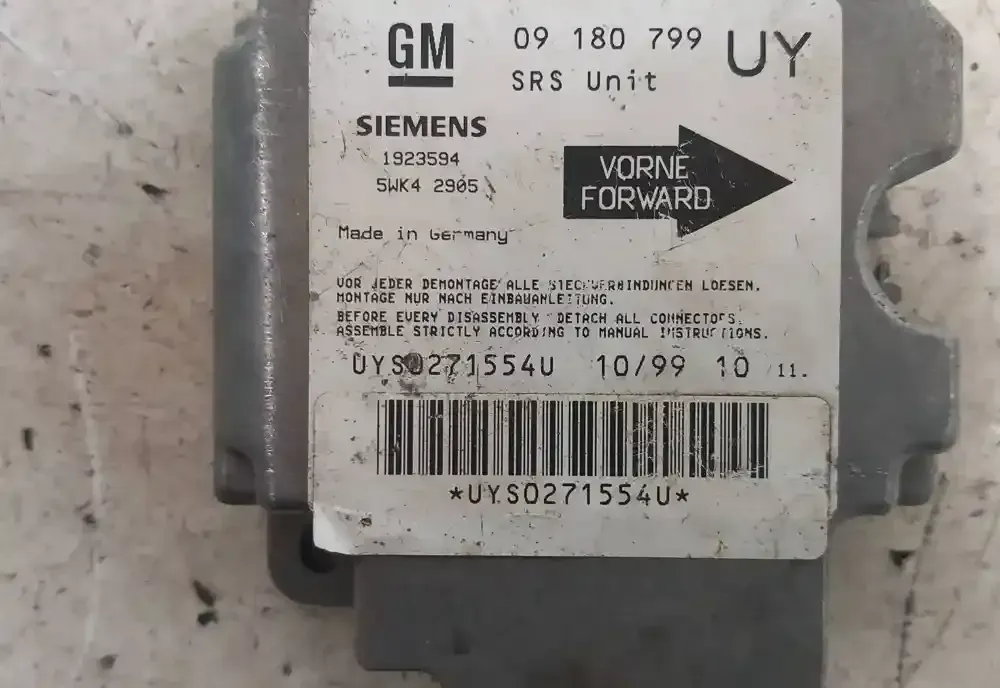 GM
09 180 799 UY
SRS Unit
SIEMENS
1923594
5WK4 2905
VORNE
FORWARD
Made in Germany
VOR JEDER DEMONTAGE ALLE STECKVERBINDUNGEN LOESEN.
MONTAGE NUR NACH EINBAUANLEITUNG.
BEFORE EVERY DISASSEMBLY DETACH ALL CONNECTORS.
ASSEMBLE STRICTLY ACCORDING TO MANUAL INSTRUCTIONS.
UYS0271554U 10/99 10 11.
*UYS0271554U*